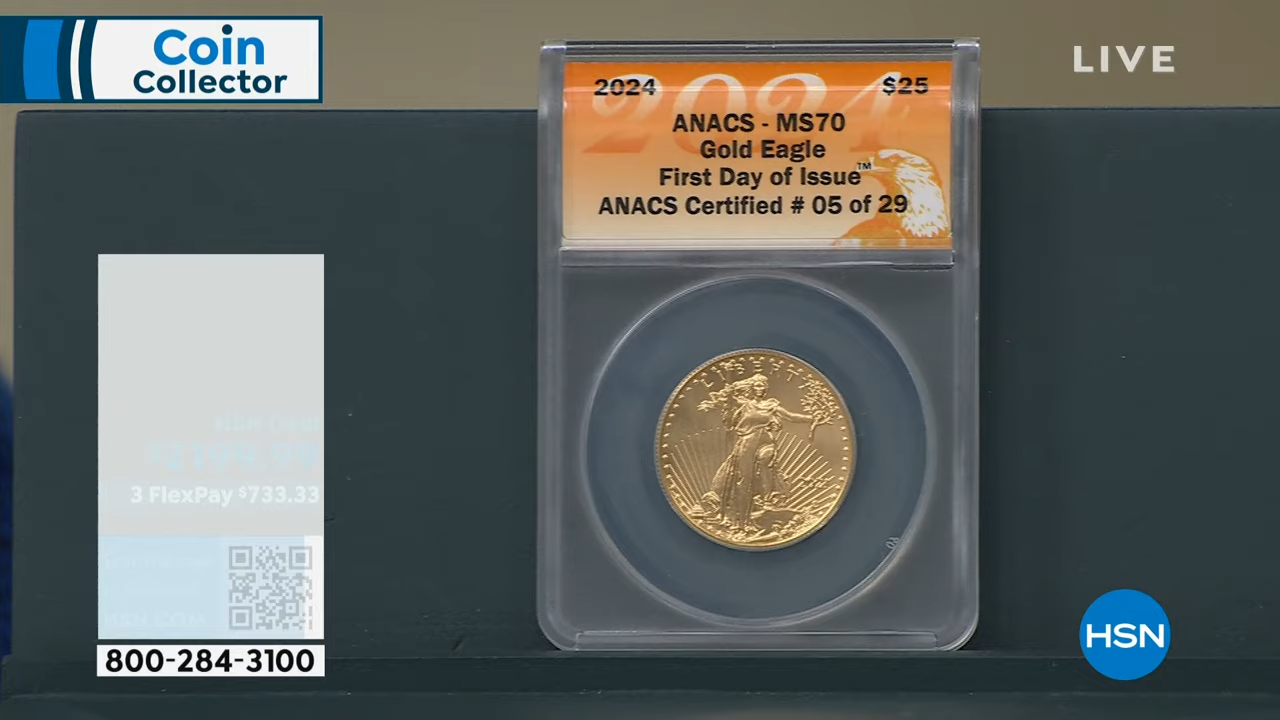 Coin
Collector
LIVE
2024 $25
ANACS - MS70
Gold Eagle
First Day of Issue™
ANACS Certified # 05 of 29
LIBERTY
3 FlexPay $733.33
800-284-3100
HSN